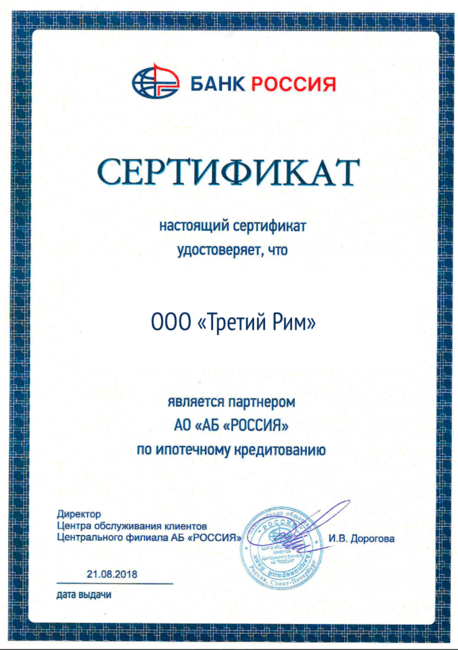 БАНК РОССИЯ
СЕРТИФИКАТ
настоящий сертификат
удостоверяет, что
ООО «Третий Рим»
является партнером
АО «АБ «РОССИЯ»
по ипотечному кредитованию
Директор
Центра обслуживания клиентов
Центрального филиала АБ «РОССИЯ»
И.В. Дорогова
21.08.2018
дата выдачи